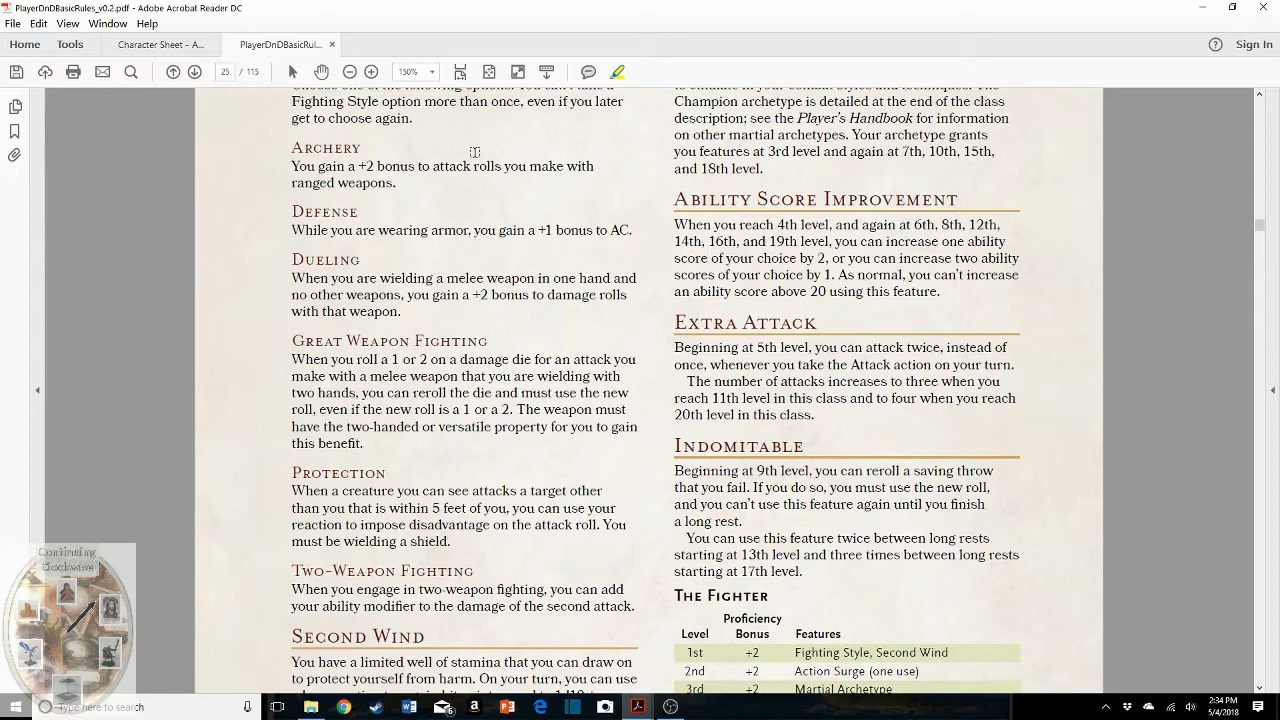 PlayerDnDBasicRules_v0.2.pdf - Adobe Acrobat Reader DC
File Edit View Window Help
Home Tools Character Sheet - A... PlayerDnDBasicRul... × Sign In
25 / 115 150%
Fighting Style option more than once, even if you later
get to choose again.
ARCHERY
You gain a +2 bonus to attack rolls you make with
ranged weapons.
DEFENSE
While you are wearing armor, you gain a +1 bonus to AC.
DUELING
When you are wielding a melee weapon in one hand and
no other weapons, you gain a +2 bonus to damage rolls
with that weapon.
GREAT WEAPON FIGHTING
When you roll a 1 or 2 on a damage die for an attack you
make with a melee weapon that you are wielding with
two hands, you can reroll the die and must use the new
roll, even if the new roll is a 1 or a 2. The weapon must
have the two-handed or versatile property for you to gain
this benefit.
PROTECTION
When a creature you can see attacks a target other
than you that is within 5 feet of you, you can use your
reaction to impose disadvantage on the attack roll. You
must be wielding a shield.
TWO-WEAPON FIGHTING
When you engage in two-weapon fighting, you can add
your ability modifier to the damage of the second attack.
SECOND WIND
You have a limited well of stamina that you can draw on
to protect yourself from harm. On your turn, you can use
Champion archetype is detailed at the end of the class
description; see the Player's Handbook for information
on other martial archetypes. Your archetype grants
you features at 3rd level and again at 7th, 10th, 15th,
and 18th level.
ABILITY SCORE IMPROVEMENT
When you reach 4th level, and again at 6th, 8th, 12th,
14th, 16th, and 19th level, you can increase one ability
score of your choice by 2, or you can increase two ability
scores of your choice by 1. As normal, you can't increase
an ability score above 20 using this feature.
EXTRA ATTACK
Beginning at 5th level, you can attack twice, instead of
once, whenever you take the Attack action on your turn.
The number of attacks increases to three when you
reach 11th level in this class and to four when you reach
20th level in this class.
INDOMITABLE
Beginning at 9th level, you can reroll a saving throw
that you fail. If you do so, you must use the new roll,
and you can't use this feature again until you finish
a long rest.
You can use this feature twice between long rests
starting at 13th level and three times between long rests
starting at 17th level.
THE FIGHTER
Proficiency
Level Bonus Features
1st +2 Fighting Style, Second Wind
2nd +2 Action Surge (one use)
3rd +2 Martial Archetype
Continuing
Clockwise
Type here to search
2:34 PM
5/4/2018